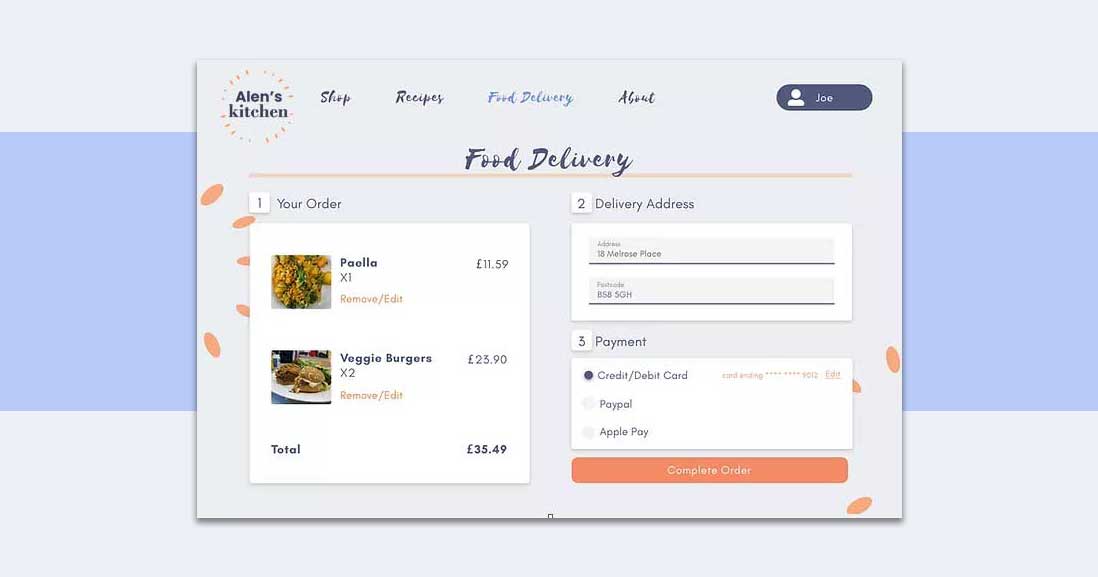 Alen's
kitchen
Shop
Recipes
Food Delivery
About
Joe
Food Delivery
1 Your Order
Paella
X1
£11.59
Remove/Edit
Veggie Burgers
X2
£23.90
Remove/Edit
Total £35.49
2 Delivery Address
Address
18 Melrose Place
Postcode
BS8 5GH
3 Payment
Credit/Debit Card
card ending **** **** 9012 Edit
Paypal
Apple Pay
Complete Order